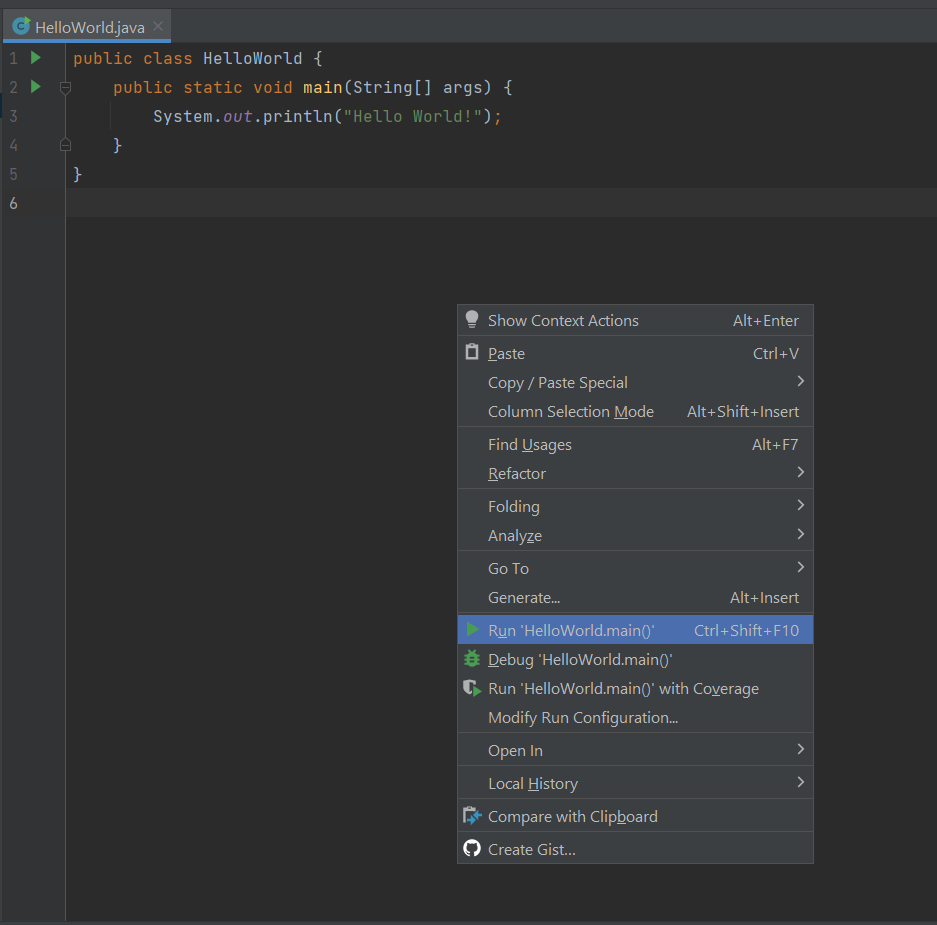 HelloWorld.java
1 public class HelloWorld {
2 public static void main(String[] args) {
3 System.out.println("Hello World!");
4 }
5 }
6
Show Context Actions Alt+Enter
Paste Ctrl+V
Copy / Paste Special
Column Selection Mode Alt+Shift+Insert
Find Usages Alt+F7
Refactor
Folding
Analyze
Go To
Generate... Alt+Insert
Run 'HelloWorld.main()' Ctrl+Shift+F10
Debug 'HelloWorld.main()'
Run 'HelloWorld.main()' with Coverage
Modify Run Configuration...
Open In
Local History
Compare with Clipboard
Create Gist...